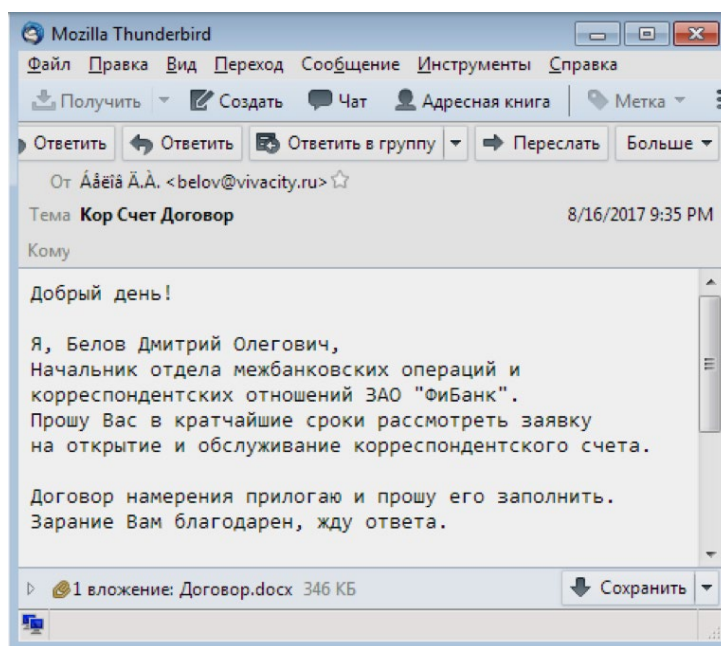 Mozilla Thunderbird
Файл Правка Вид Переход Сообщение Инструменты Справка
Получить Создать Чат Адресная книга Метка
Ответить Ответить Ответить в группу Переслать Больше
От Áåëîâ Ä.À. <belov@vivacity.ru>
Тема Кор Счет Договор 8/16/2017 9:35 PM
Кому
Добрый день!
Я, Белов Дмитрий Олегович,
Начальник отдела межбанковских операций и
корреспондентских отношений ЗАО "ФиБанк".
Прошу Вас в кратчайшие сроки рассмотреть заявку
на открытие и обслуживание корреспондентского счета.
Договор намерения прилогаю и прошу его заполнить.
Зарание Вам благодарен, жду ответа.
1 вложение: Договор.docx 346 КБ Сохранить